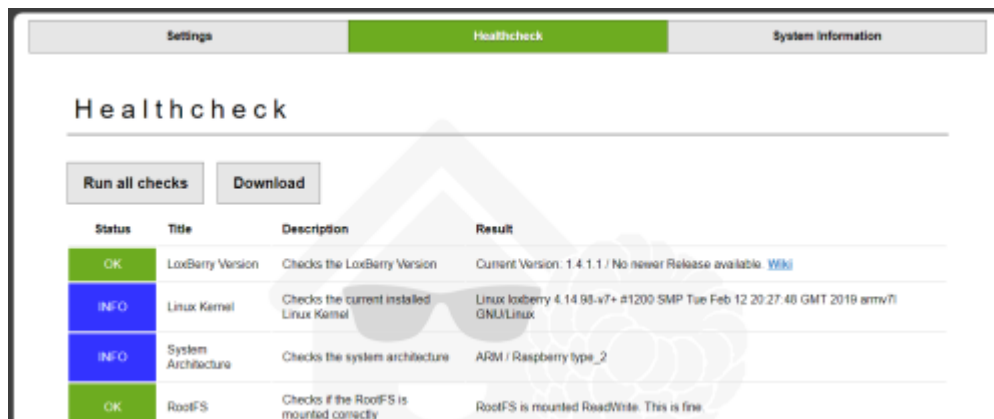 Settings Healthcheck System Information
Healthcheck
Run all checks Download
Status Title Description Result
OK LoxBerry Version Checks the LoxBerry Version Current Version: 1.4.1.1 / No newer Release available. Wiki
INFO Linux Kernel Checks the current installed Linux Kernel Linux loxberry 4.14.98-v7+ #1200 SMP Tue Feb 12 20:27:48 GMT 2019 armv7l GNU/Linux
INFO System Architecture Checks the system architecture ARM / Raspberry type_2
OK RootFS Checks if the RootFS is mounted correctly RootFS is mounted ReadWrite. This is fine.